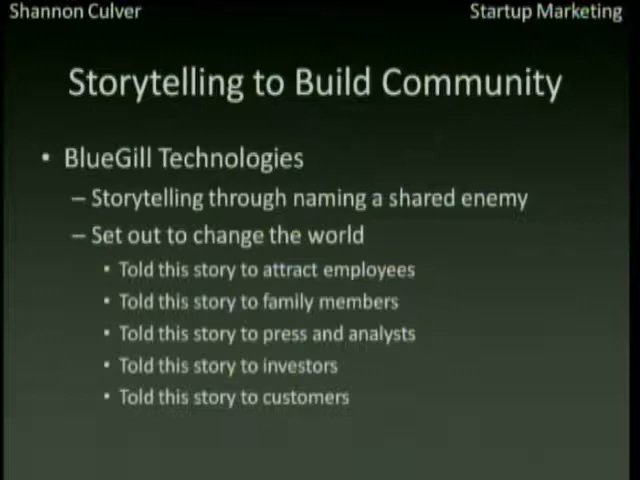 Shannon Culver
Startup Marketing
Storytelling to Build Community
• BlueGill Technologies
– Storytelling through naming a shared enemy
– Set out to change the world
• Told this story to attract employees
• Told this story to family members
• Told this story to press and analysts
• Told this story to investors
• Told this story to customers